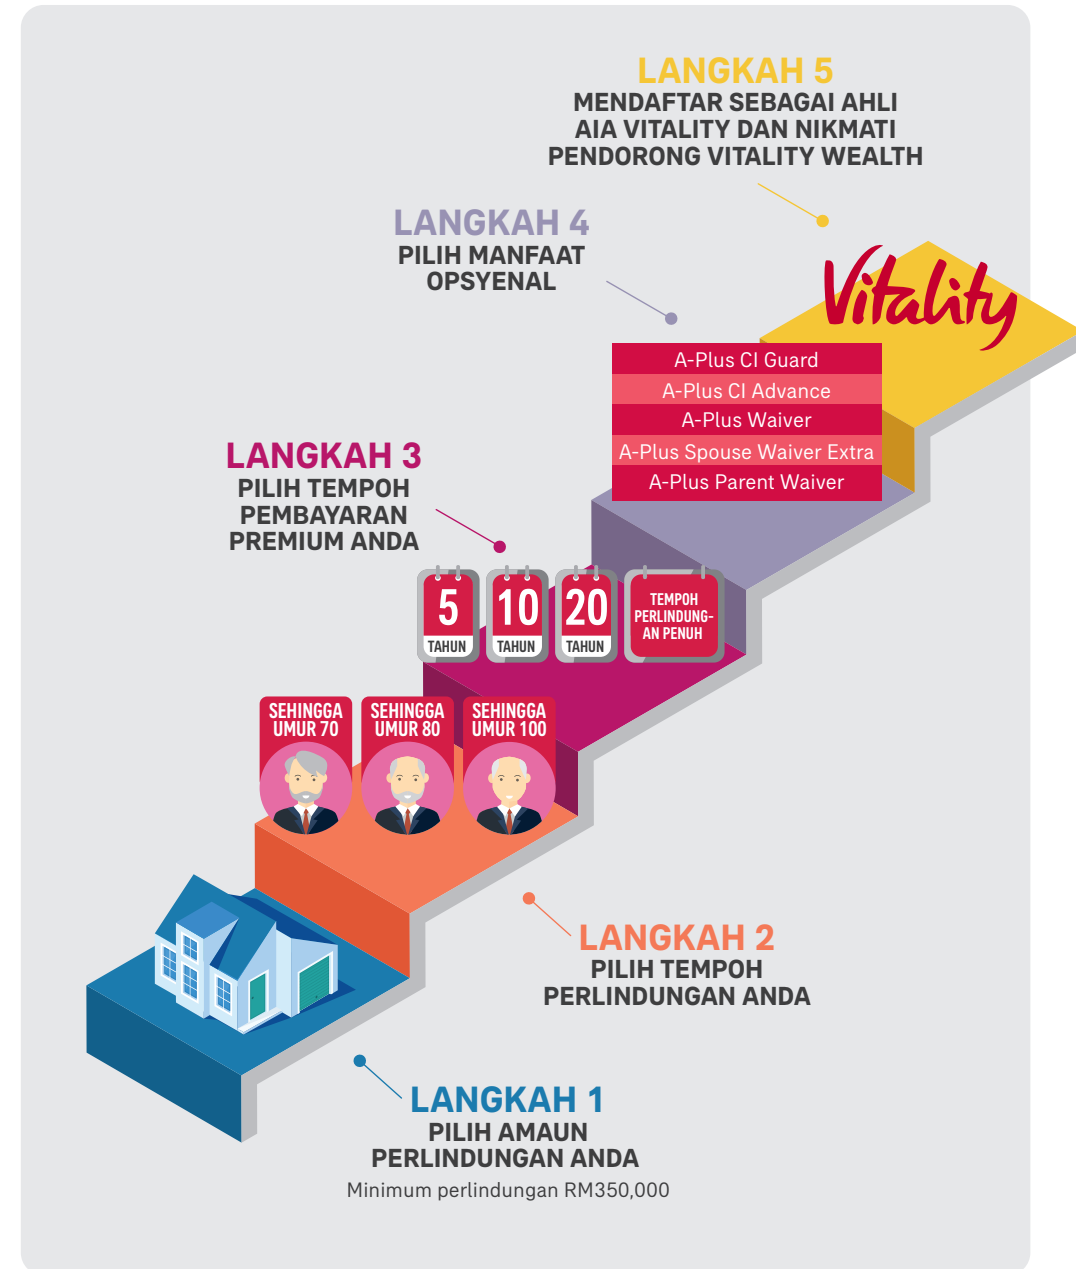 LANGKAH 5
MENDAFTAR SEBAGAI AHLI
AIA VITALITY DAN NIKMATI
PENDORONG VITALITY WEALTH
LANGKAH 4
PILIH MANFAAT
OPSYENAL
Vitality
A-Plus CI Guard
A-Plus CI Advance
A-Plus Waiver
A-Plus Spouse Waiver Extra
A-Plus Parent Waiver
LANGKAH 3
PILIH TEMPOH
PEMBAYARAN
PREMIUM ANDA
5
TAHUN
10
TAHUN
20
TAHUN
TEMPOH
PERLINDUNG-
AN PENUH
SEHINGGA
UMUR 70
SEHINGGA
UMUR 80
SEHINGGA
UMUR 100
LANGKAH 2
PILIH TEMPOH
PERLINDUNGAN ANDA
LANGKAH 1
PILIH AMAUN
PERLINDUNGAN ANDA
Minimum perlindungan RM350,000